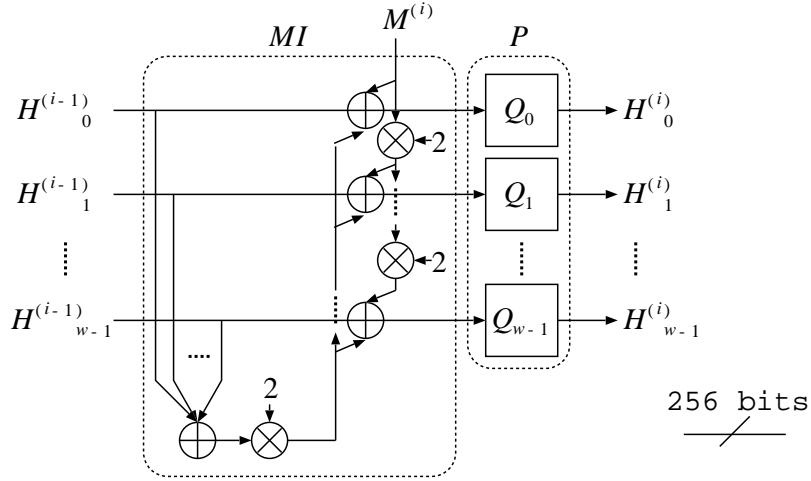 MI M^(i) P
H^(i-1)_0 Q_0 H^(i)_0
2
H^(i-1)_1 Q_1 H^(i)_1
2
H^(i-1)_w-1 Q_w-1 H^(i)_w-1
2
256 bits